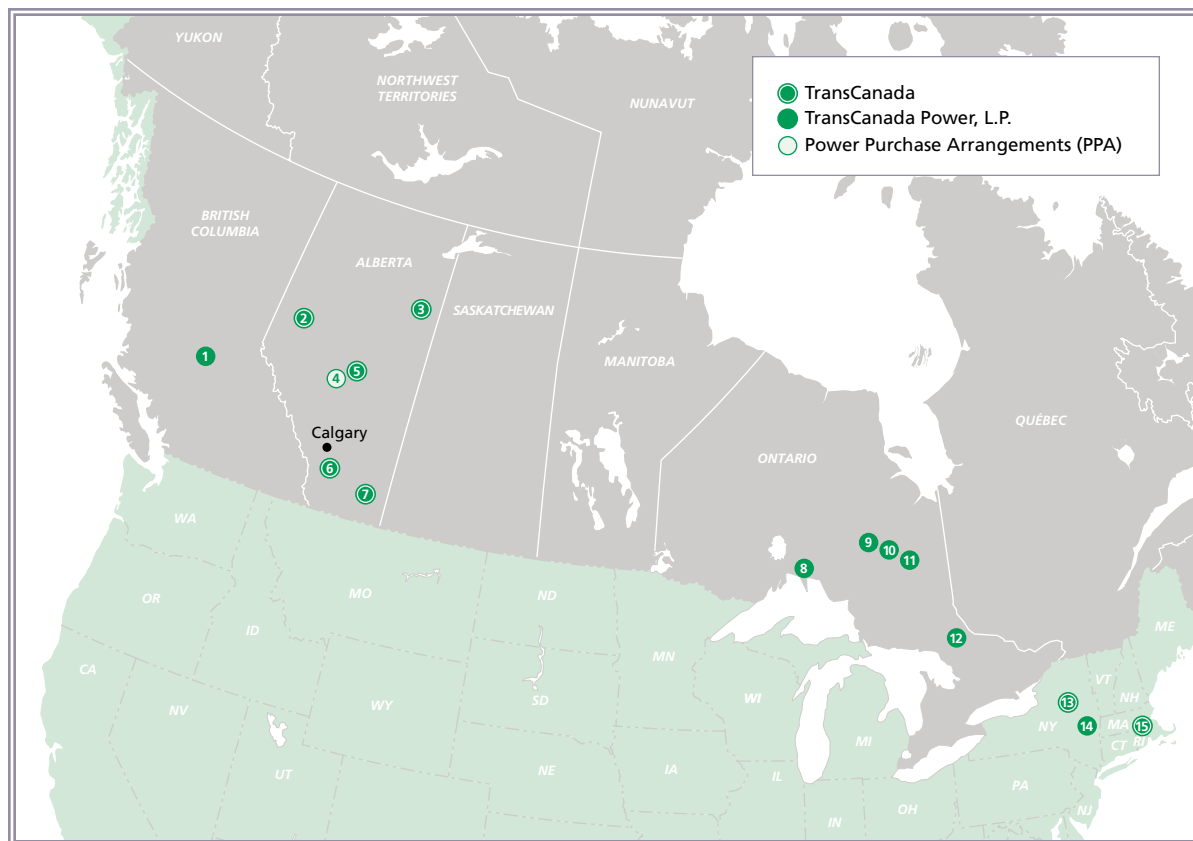 YUKON
NORTHWEST
TERRITORIES
NUNAVUT
TransCanada
TransCanada Power, L.P.
Power Purchase Arrangements (PPA)
BRITISH
COLUMBIA
ALBERTA
SASKATCHEWAN
MANITOBA
ONTARIO
QUÉBEC
1
2
3
4
5
Calgary
6
7
8
9
10
11
12
13
14
15
WA
OR
ID
MO
ND
MN
CA
NV
WY
SD
WI
MI
NY
VT
NH
ME
MA
CT
RI
UT
NE
IA
IL
IN
OH
PA
NJ